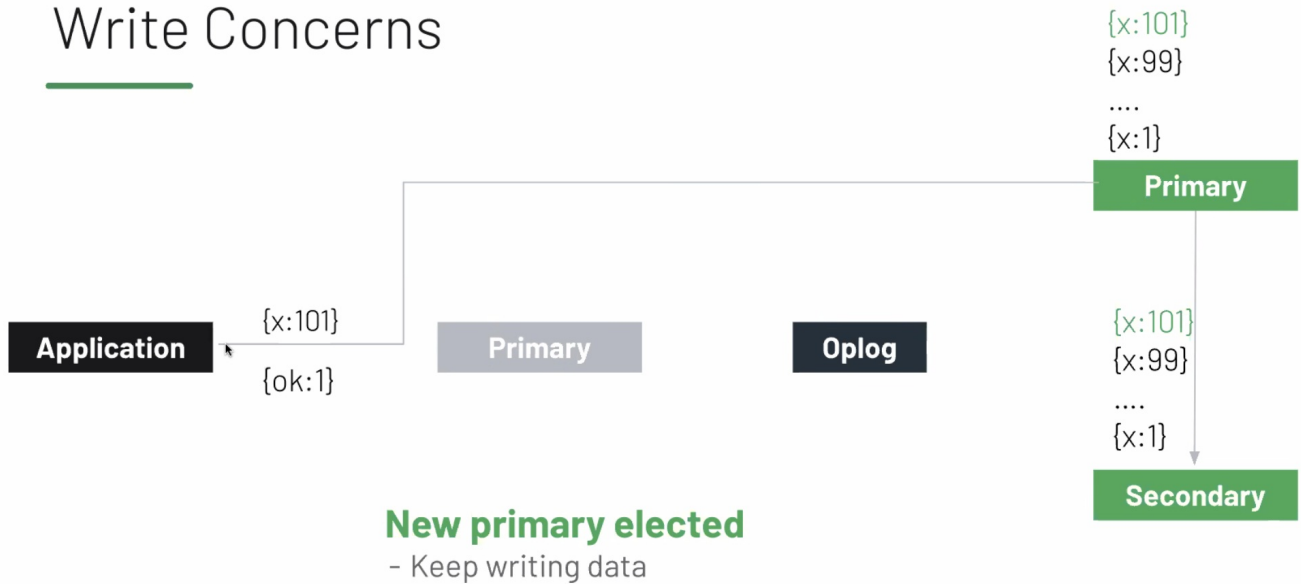 Write Concerns
{x:101}
{x:99}
....
{x:1}
Primary
{x:101}
{ok:1}
Application
Primary
Oplog
{x:101}
{x:99}
....
{x:1}
Secondary
New primary elected
- Keep writing data